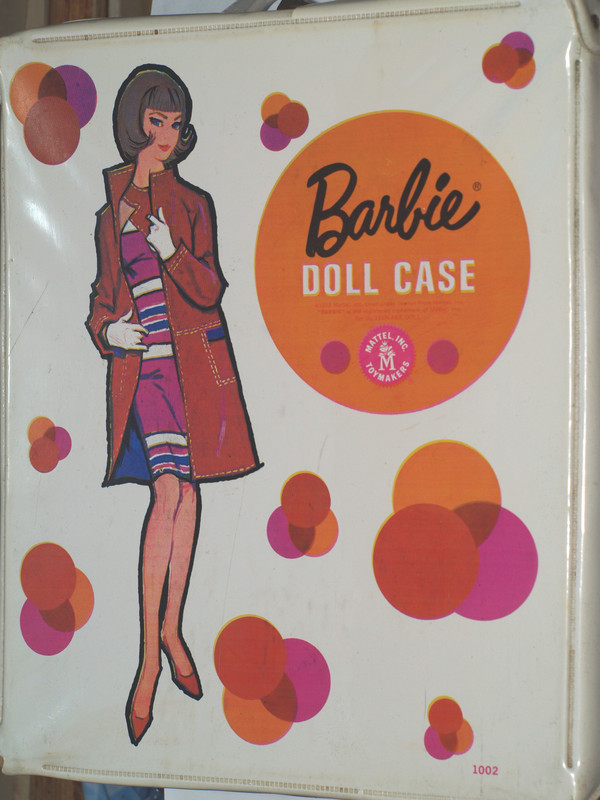 Barbie®
DOLL CASE
MATTEL, INC.
M
TOYMAKERS
1002